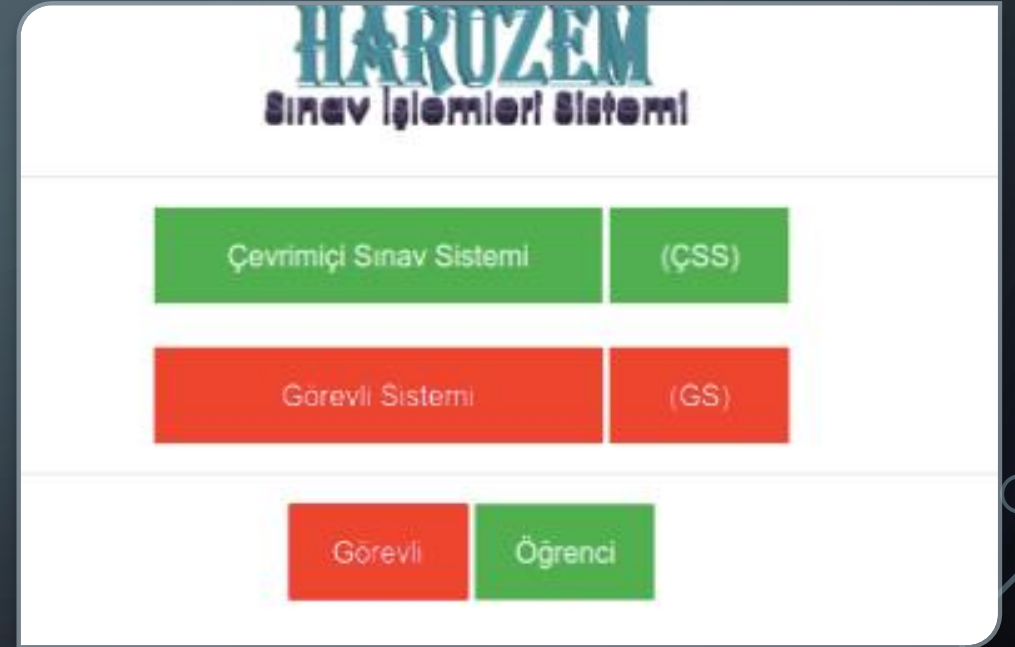 HARUZEM
Sınav İşlemleri Sistemi
Çevrimiçi Sınav Sistemi (ÇSS)
Görevli Sistemi (GS)
Görevli Öğrenci